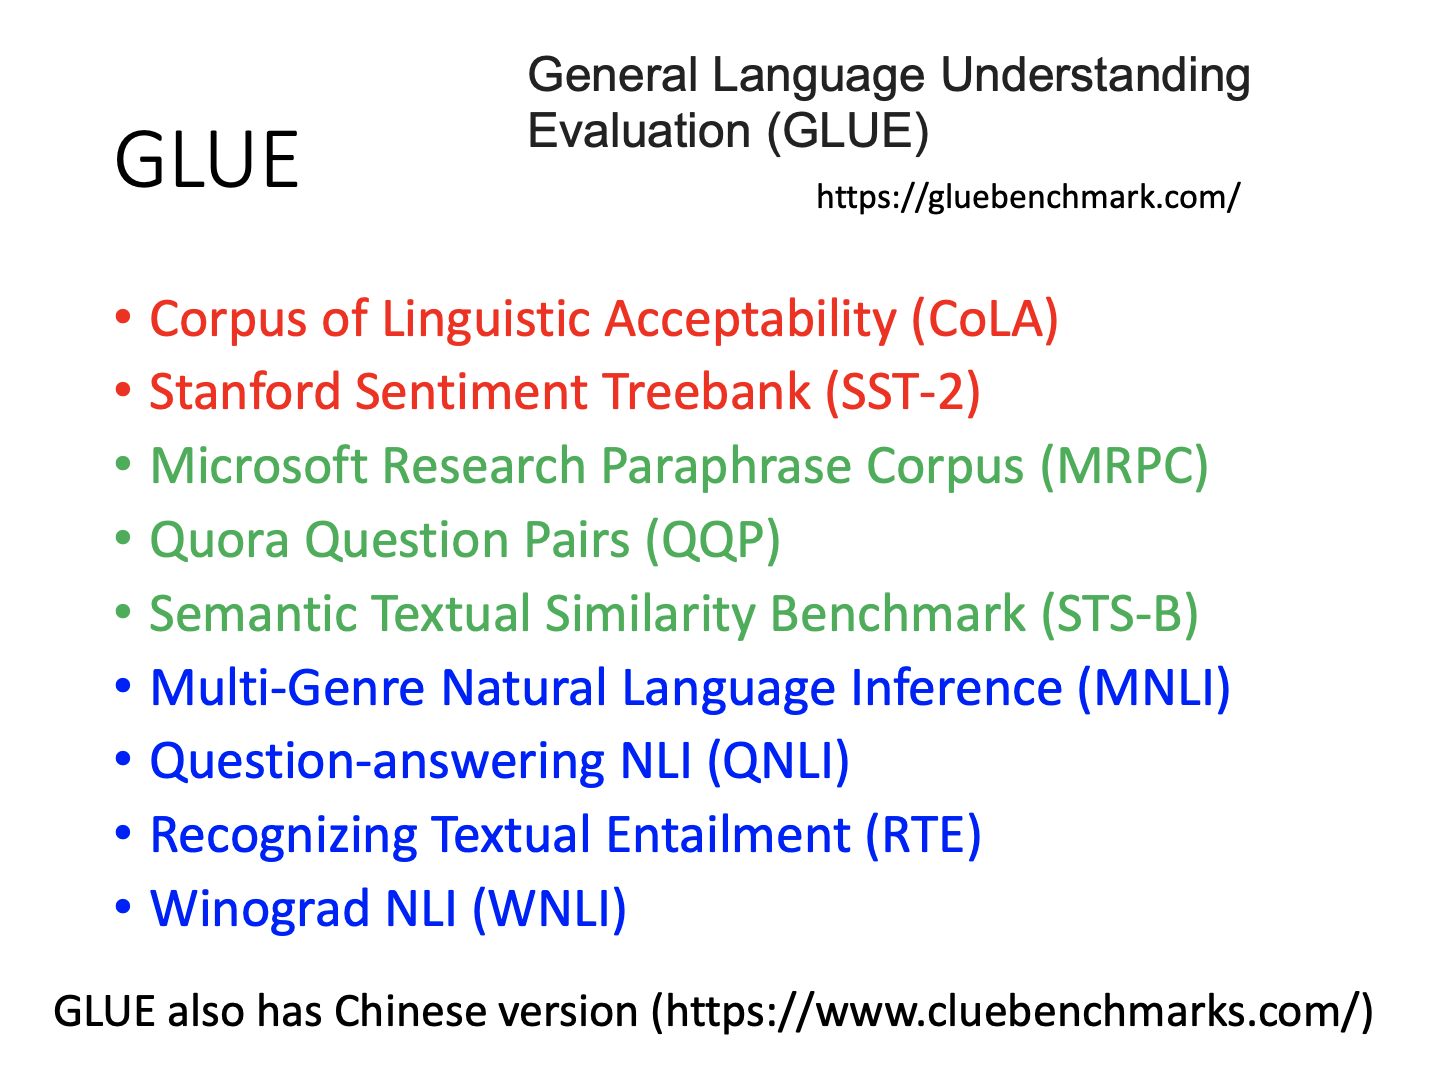 GLUE
General Language Understanding
Evaluation (GLUE)
https://gluebenchmark.com/
• Corpus of Linguistic Acceptability (CoLA)
• Stanford Sentiment Treebank (SST-2)
• Microsoft Research Paraphrase Corpus (MRPC)
• Quora Question Pairs (QQP)
• Semantic Textual Similarity Benchmark (STS-B)
• Multi-Genre Natural Language Inference (MNLI)
• Question-answering NLI (QNLI)
• Recognizing Textual Entailment (RTE)
• Winograd NLI (WNLI)
GLUE also has Chinese version (https://www.cluebenchmarks.com/)